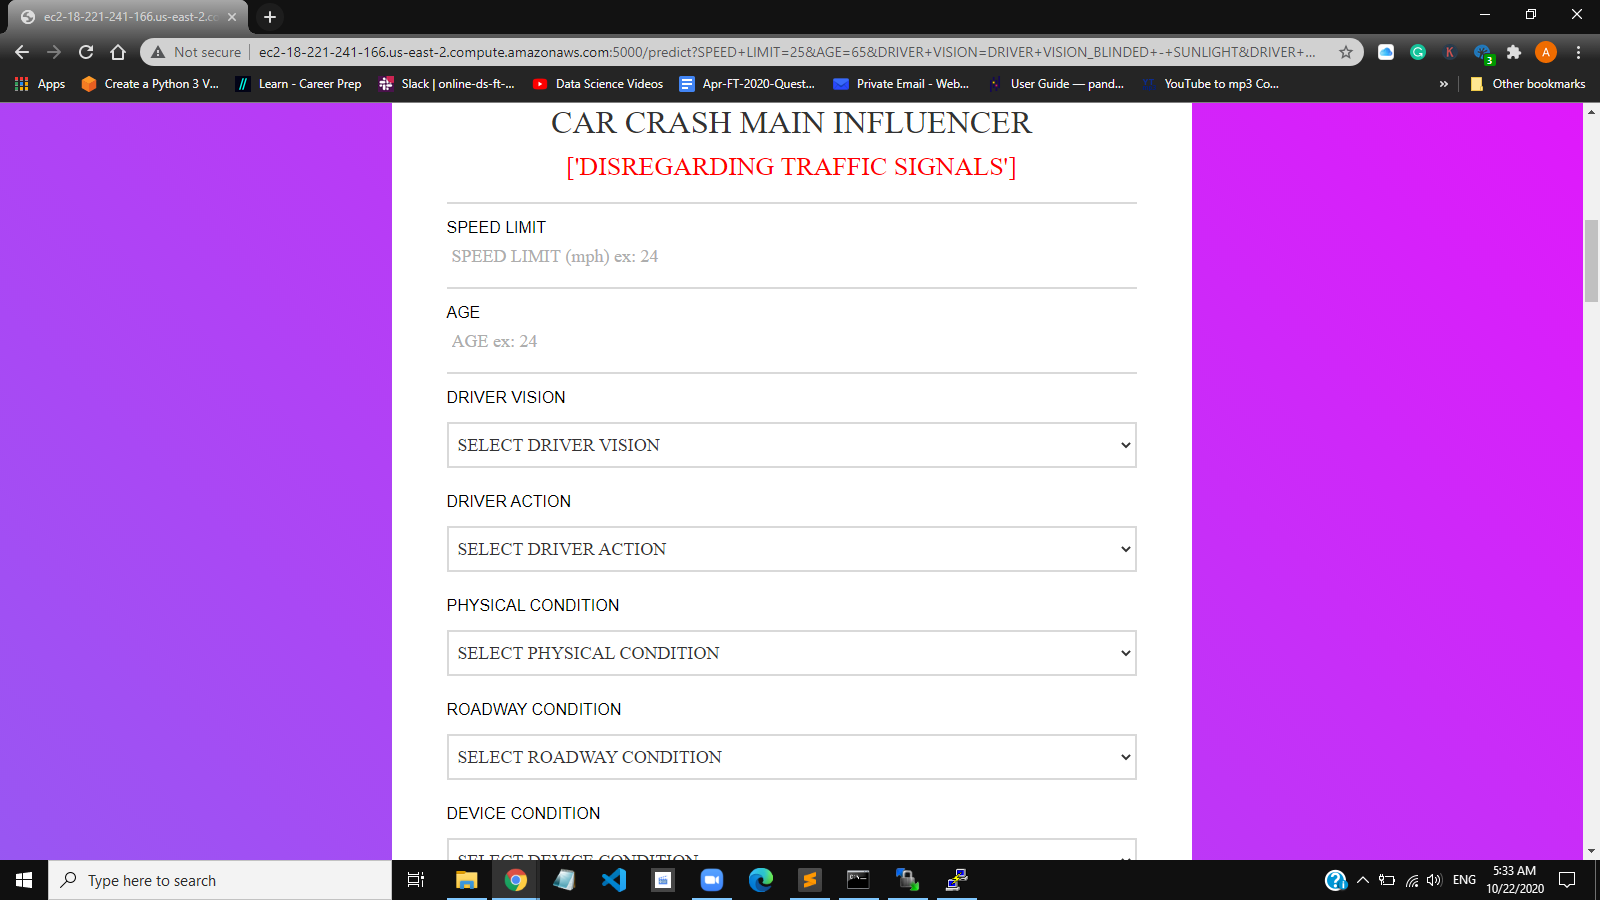 ec2-18-221-241-166.us-east-2.cc
Not secure
ec2-18-221-241-166.us-east-2.compute.amazonaws.com:5000/predict?SPEED+LIMIT=25&AGE=65&DRIVER+VISION=DRIVER+VISION_BLINDED+-+SUNLIGHT&DRIVER+...
K
3
A
Apps
Create a Python 3 V...
Learn - Career Prep
Slack | online-ds-ft-...
Data Science Videos
Apr-FT-2020-Quest...
Private Email - Web...
User Guide — pand...
YouTube to mp3 Co...
»
Other bookmarks
CAR CRASH MAIN INFLUENCER
['DISREGARDING TRAFFIC SIGNALS']
SPEED LIMIT
SPEED LIMIT (mph) ex: 24
AGE
AGE ex: 24
DRIVER VISION
SELECT DRIVER VISION
DRIVER ACTION
SELECT DRIVER ACTION
PHYSICAL CONDITION
SELECT PHYSICAL CONDITION
ROADWAY CONDITION
SELECT ROADWAY CONDITION
DEVICE CONDITION
SELECT DEVICE CONDITION
Type here to search
ENG
5:33 AM
10/22/2020